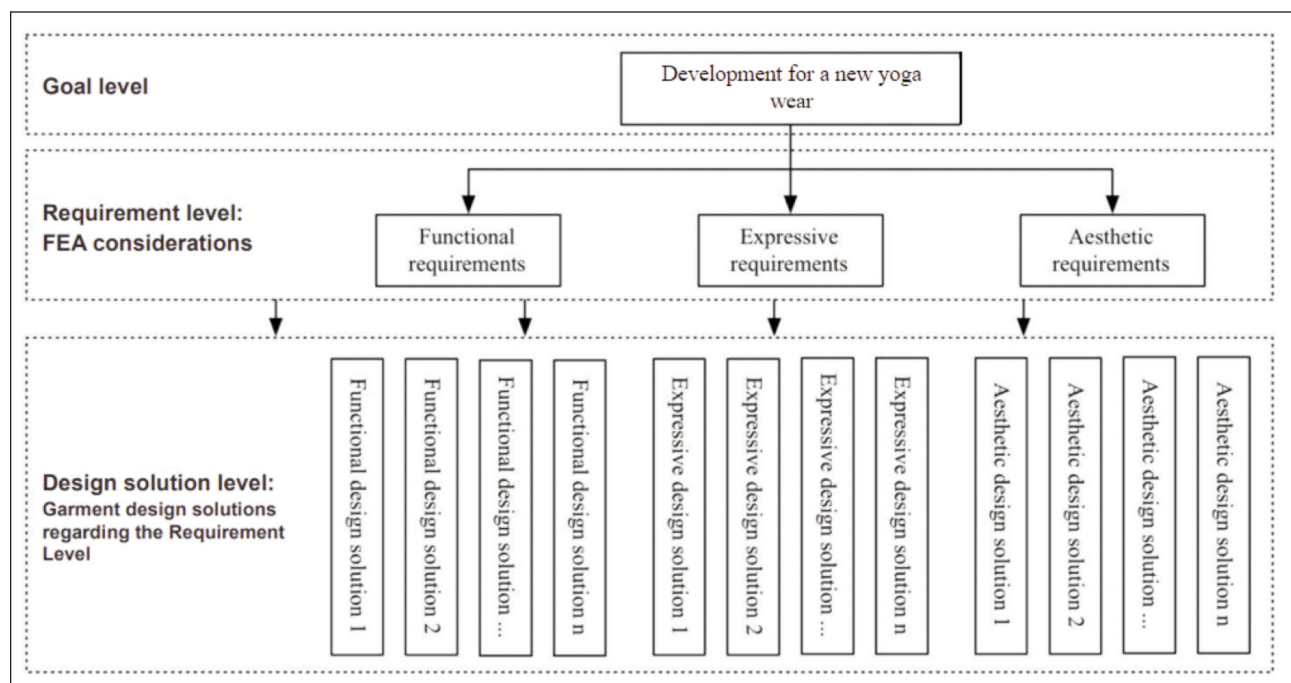 Goal level
Development for a new yoga
wear
Requirement level:
FEA considerations
Functional
requirements
Expressive
requirements
Aesthetic
requirements
Design solution level:
Garment design solutions
regarding the Requirement
Level
Functional design solution 1
Functional design solution 2
Functional design solution ...
Functional design solution n
Expressive design solution 1
Expressive design solution 2
Expressive design solution ...
Expressive design solution n
Aesthetic design solution 1
Aesthetic design solution 2
Aesthetic design solution ...
Aesthetic design solution n